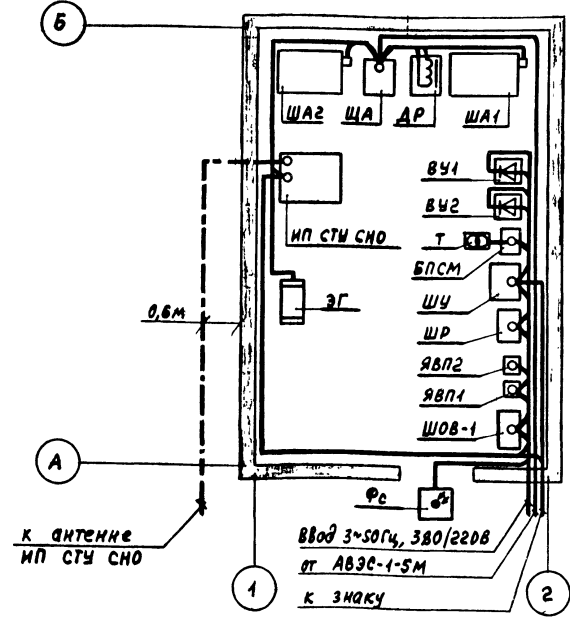 Б
ША2 ЩА ДР ША1
ВУ1
ВУ2
ИП СТУ СНО
Т
БПСМ
ШУ
ЭГ
0,6м
ШР
ЯВП2
ЯВП1
ШОВ-1
А
Фс
к антенне
ИП СТУ СНО
Ввод 3~50Гц, 380/220В
от АВЭС-1-5М
к знаку
1
2